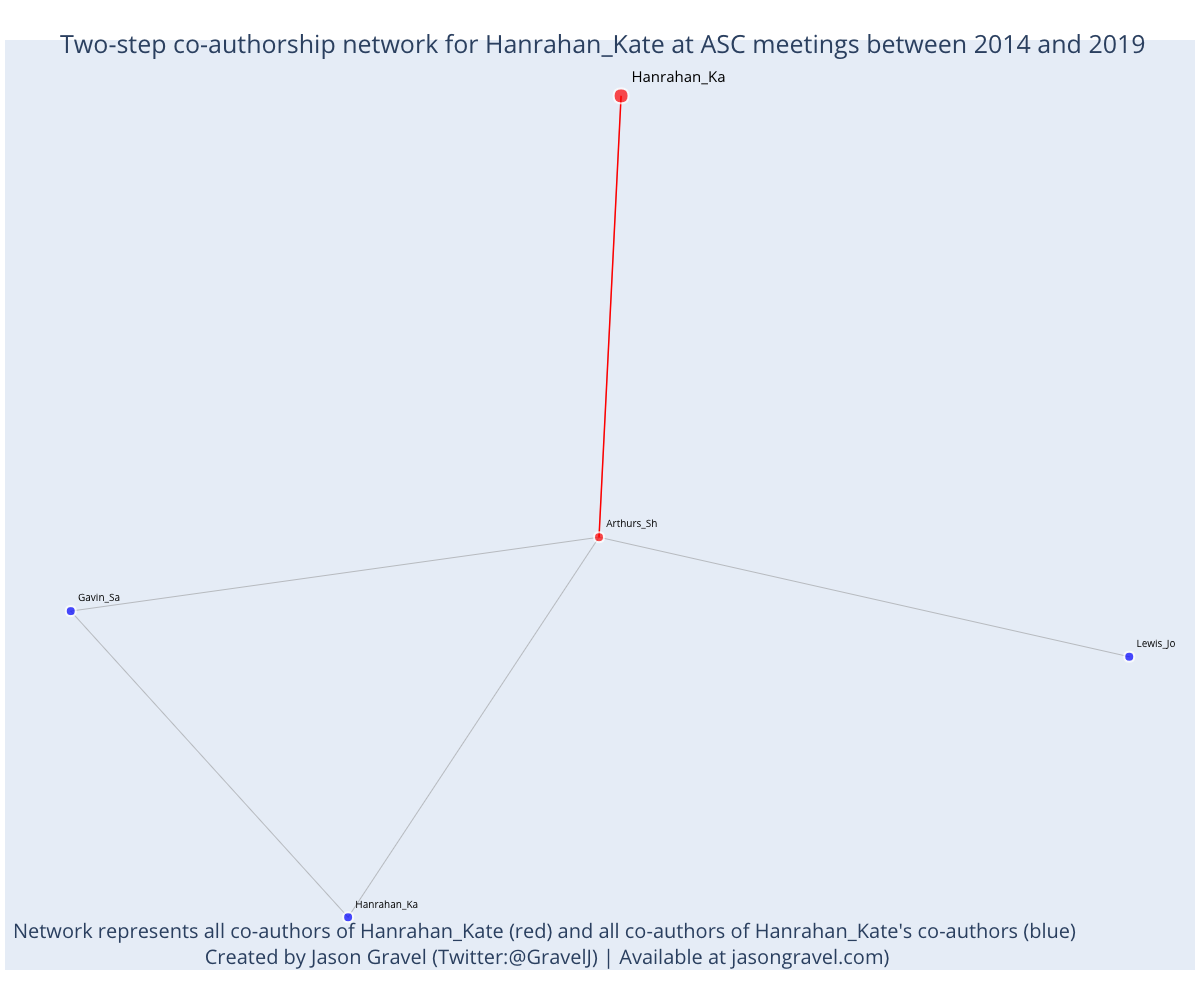 Two-step co-authorship network for Hanrahan_Kate at ASC meetings between 2014 and 2019
Hanrahan_Ka
Arthurs_Sh
Gavin_Sa
Lewis_Jo
Hanrahan_Ka
Network represents all co-authors of Hanrahan_Kate (red) and all co-authors of Hanrahan_Kate's co-authors (blue)
Created by Jason Gravel (Twitter:@GravelJ) | Available at jasongravel.com)